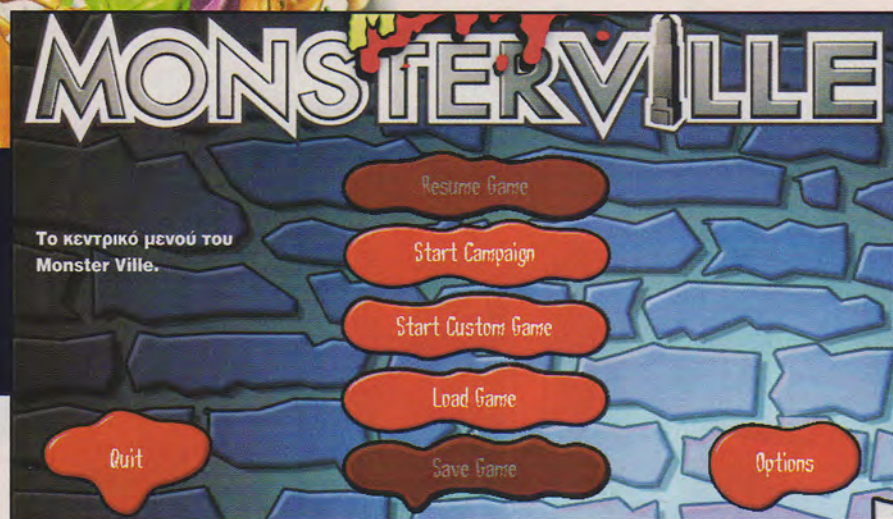 MONSTERVILLE
Resume Game
Το κεντρικό μενού του
Monster Ville.
Start Campaign
Start Custom Game
Load Game
Quit
Save Game
Options